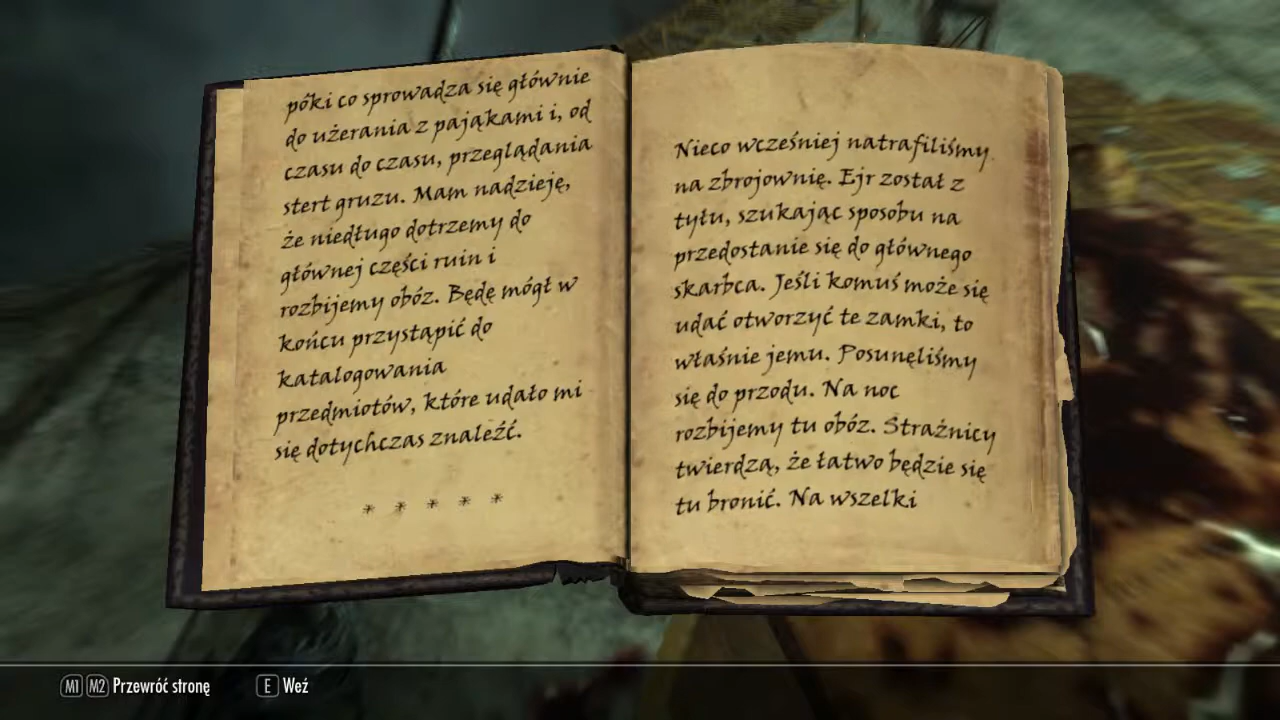 póki co sprowadza się głównie
do użerania z pająkami i, od
czasu do czasu, przeglądania
stert gruzu. Mam nadzieję,
że niedługo dotrzemy do
głównej części ruin i
rozbijemy obóz. Będę mógł w
końcu przystąpić do
katalogowania
przedmiotów, które udało mi
się dotychczas znaleźć.
* * * * *
Nieco wcześniej natrafiliśmy
na zbrojownię. Ejr został z
tyłu, szukając sposobu na
przedostanie się do głównego
skarbca. Jeśli komuś może się
udać otworzyć te zamki, to
właśnie jemu. Posunęliśmy
się do przodu. Na noc
rozbijemy tu obóz. Strażnicy
twierdzą, że łatwo będzie się
tu bronić. Na wszelki
M1 M2 Przewróć stronę E Weź